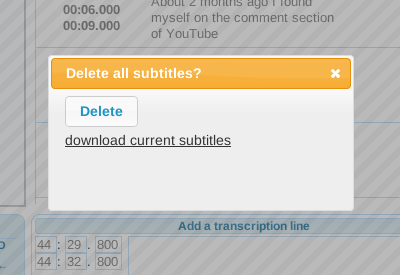 About 2 months ago I found
00:06.000
myself on the comment section
00:09.000
of YouTube
Delete all subtitles?
Delete
download current subtitles
Add a transcription line
44 : 29 . 800
44 : 32 . 800